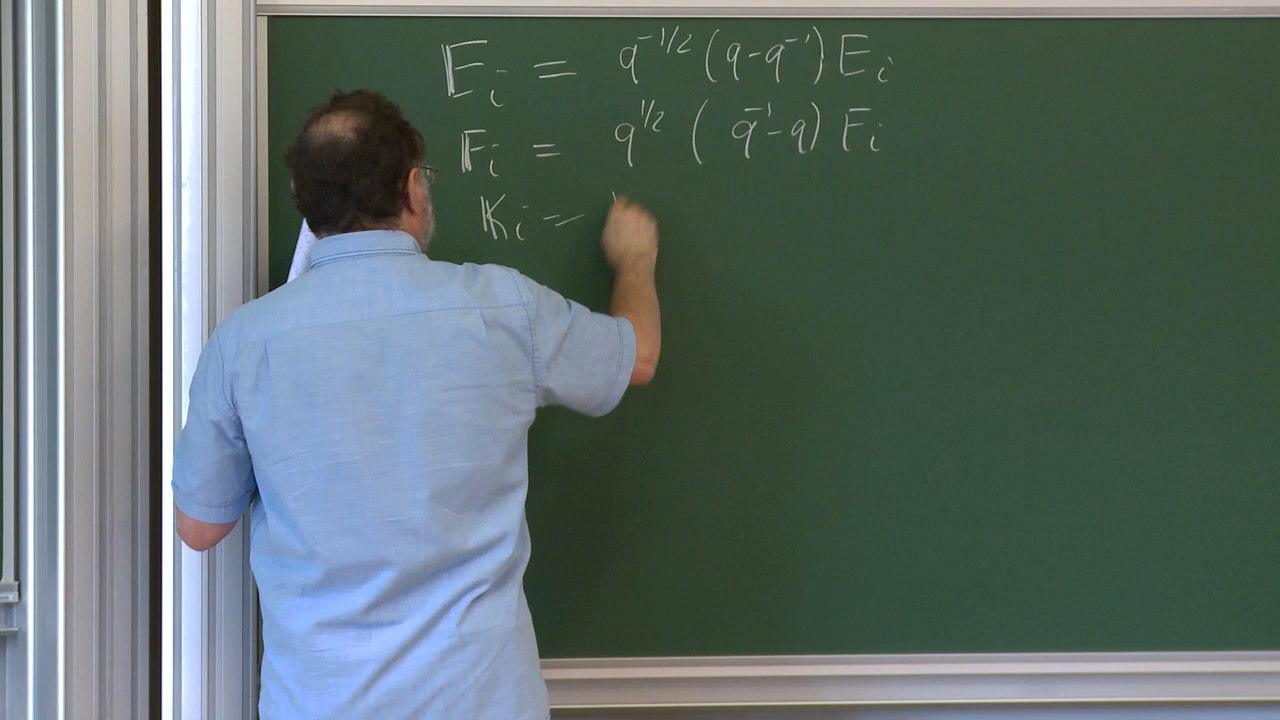 𝔼ᵢ = q^{-1/2} (q - q^{-1}) Eᵢ
𝔽ᵢ = q^{1/2} ( q^{-1} - q) Fᵢ
𝕂ᵢ =